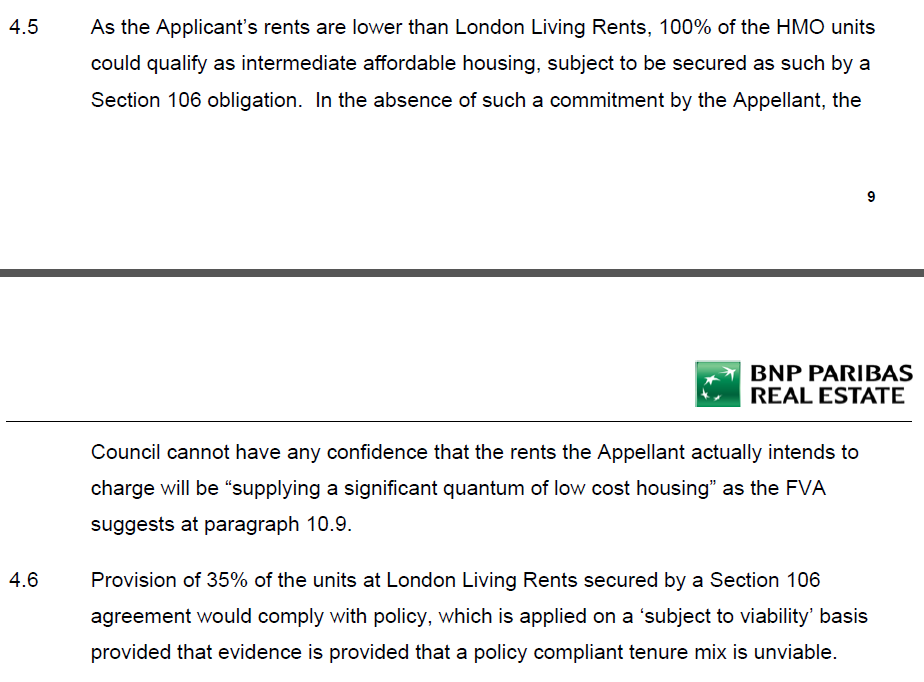 4.5 As the Applicant’s rents are lower than London Living Rents, 100% of the HMO units
could qualify as intermediate affordable housing, subject to be secured as such by a
Section 106 obligation.  In the absence of such a commitment by the Appellant, the
9
BNP PARIBAS
REAL ESTATE
Council cannot have any confidence that the rents the Appellant actually intends to
charge will be “supplying a significant quantum of low cost housing” as the FVA
suggests at paragraph 10.9.
4.6 Provision of 35% of the units at London Living Rents secured by a Section 106
agreement would comply with policy, which is applied on a ‘subject to viability’ basis
provided that evidence is provided that a policy compliant tenure mix is unviable.